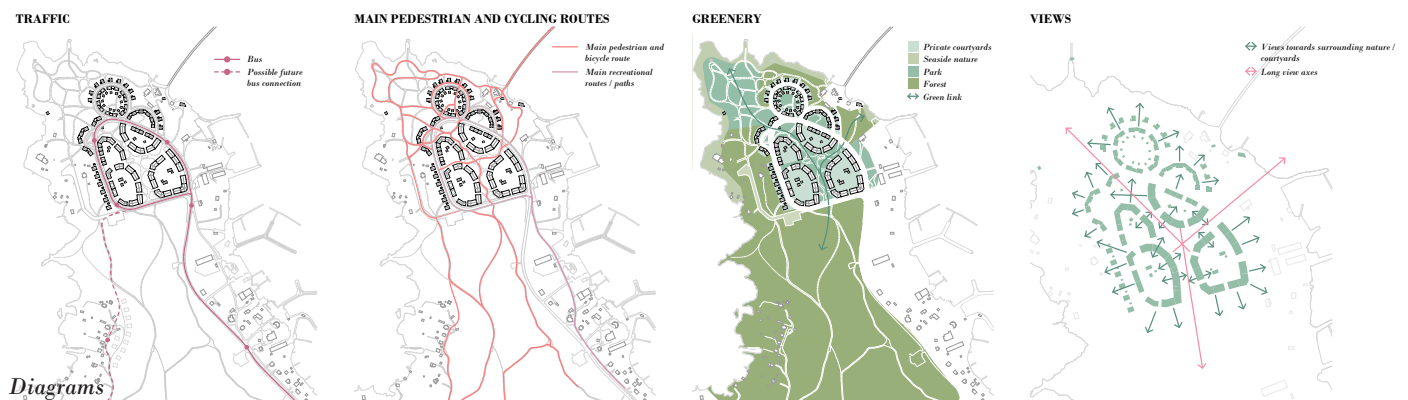 TRAFFIC
Bus
Possible future
bus connection
MAIN PEDESTRIAN AND CYCLING ROUTES
Main pedestrian and
bicycle route
Main recreational
routes / paths
GREENERY
Private courtyards
Seaside nature
Park
Forest
Green link
VIEWS
Views towards surrounding nature /
courtyards
Long view axes
Diagrams